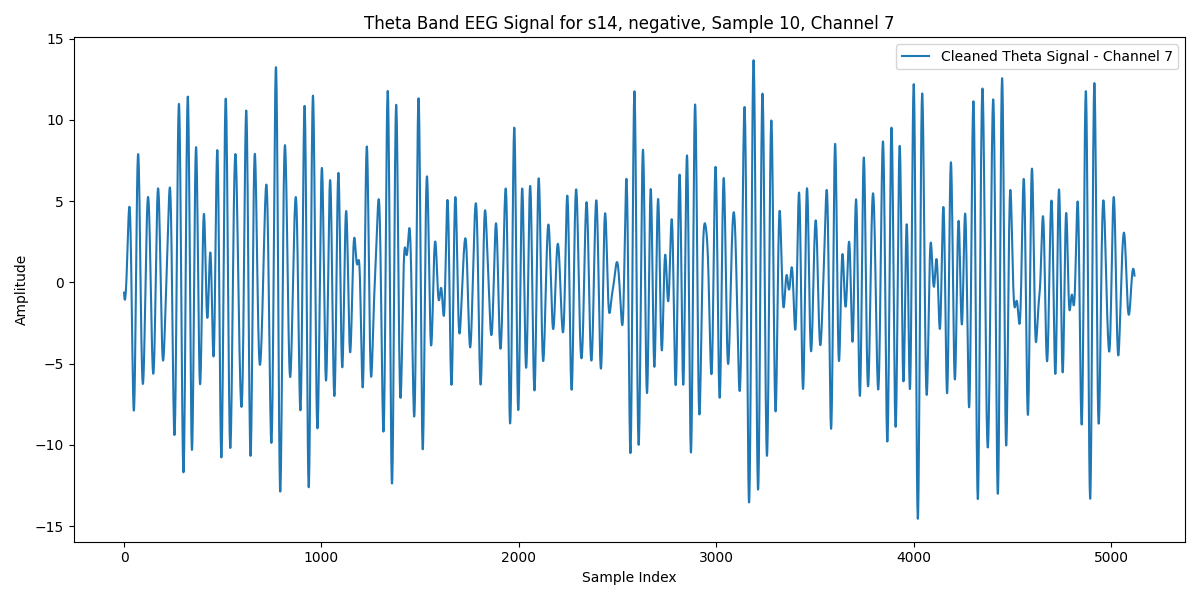 Theta Band EEG Signal for s14, negative, Sample 10, Channel 7
Cleaned Theta Signal - Channel 7
15
10
5
0
−5
−10
−15
Amplitude
0 1000 2000 3000 4000 5000
Sample Index